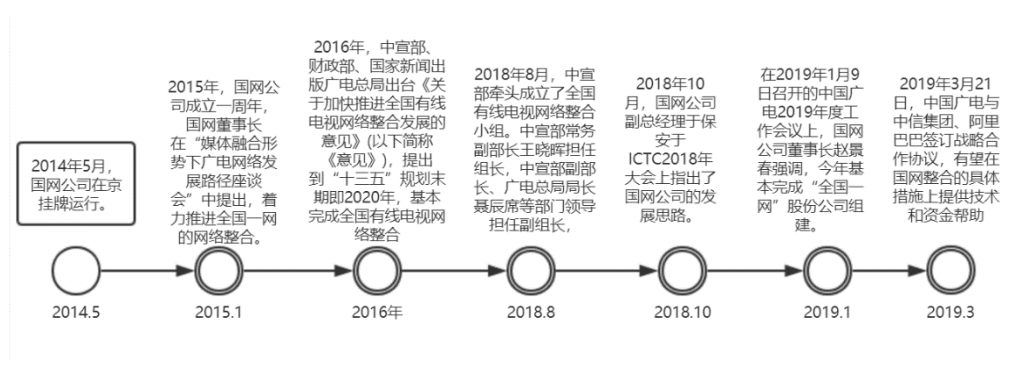 2014年5月，
国网公司在京
挂牌运行。
2015年，国网公
司成立一周年，
国网董事长
在“媒体融合形
势下广电网络发
展路径座谈
会”中提出，着
力推进全国一网
的网络整合。
2016年，中宣部、
财政部、国家新闻出
版广电总局出台《关
于加快推进全国有线
电视网络整合发展的
意见》(以下简称
《意见》)，提出
到“十三五”规划末
期即2020年，基本
完成全国有线电视网
络整合
2018年8月，中宣
部牵头成立了全国
有线电视网络整合
小组。中宣部常务
副部长王晓晖担任
组长，中宣部副部
长、广电总局局长
聂辰席等部门领导
担任副组长，
2018年10
月，国网公司
副总经理于保
安于
ICTC2018年
大会上指出了
国网公司的发
展思路。
在2019年1月9
日召开的中国广
电2019年度工
作会议上，国网
公司董事长赵景
春强调，今年基
本完成“全国一
网”股份公司组
建。
2019年3月21
日，中国广电与
中信集团、阿里
巴巴签订战略合
作协议，有望在
国网整合的具体
措施上提供技术
和资金帮助
2014.5
2015.1
2016年
2018.8
2018.10
2019.1
2019.3